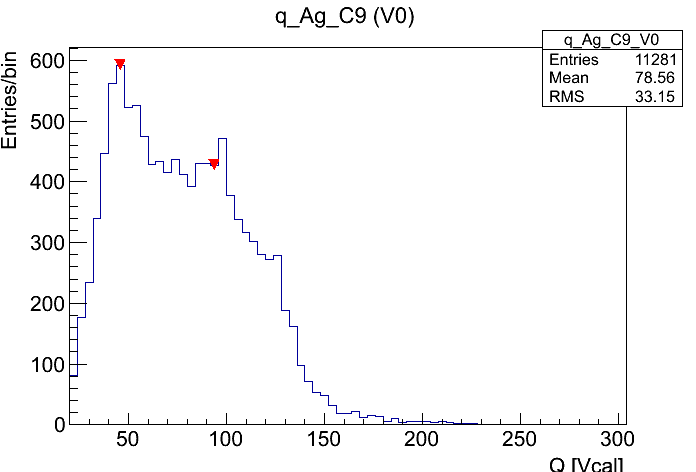 q_Ag_C9 (V0)
q_Ag_C9_V0
Entries 11281
Mean 78.56
RMS 33.15
Entries/bin
600
500
400
300
200
100
0
50 100 150 200 250 300
Q [Vcal]